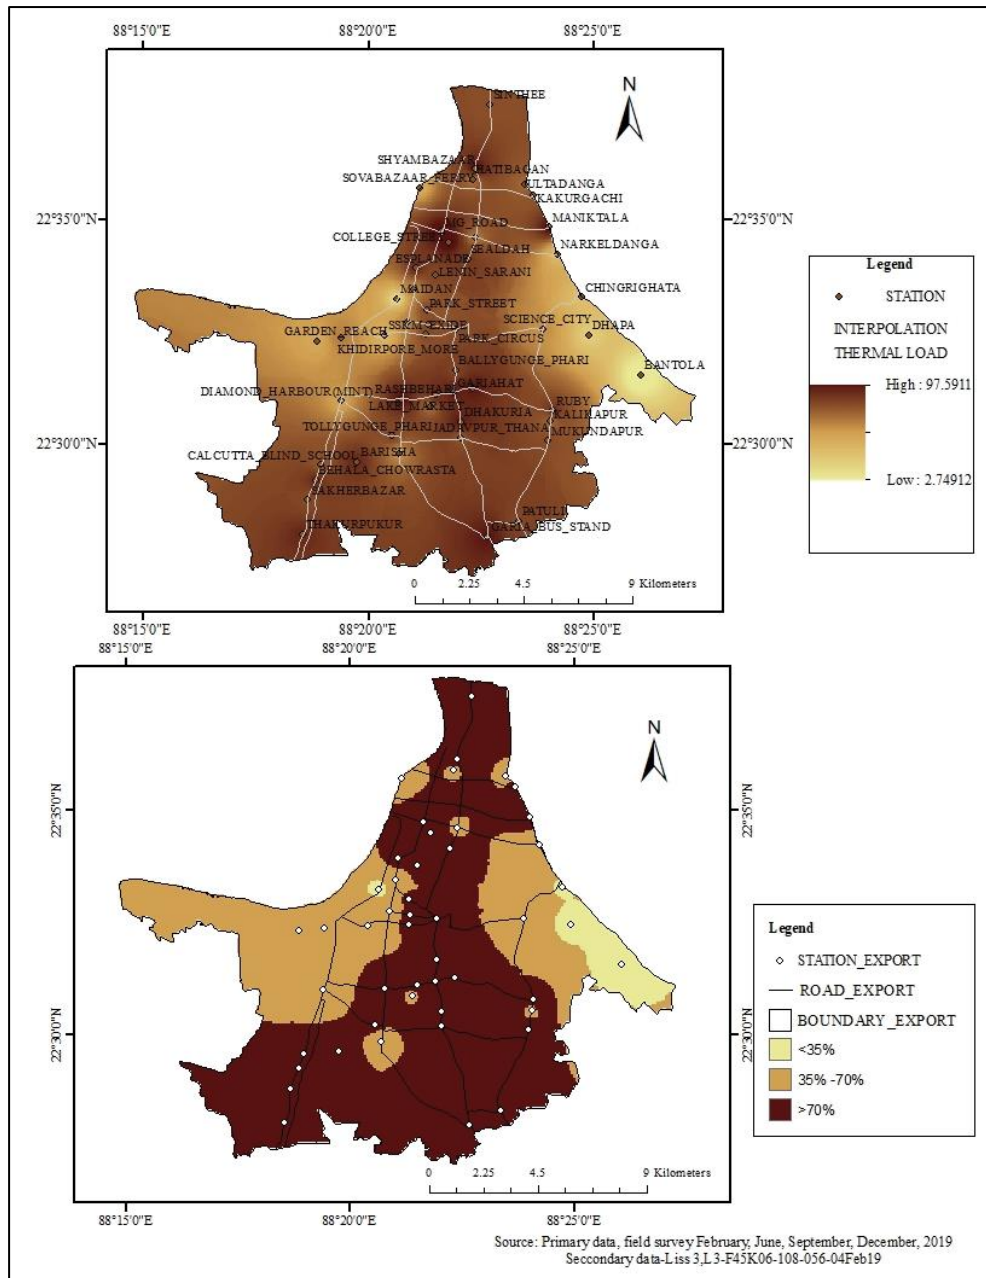 88°15'0"E 88°20'0"E 88°25'0"E
N
SINTHEE
SHYAMBAZAAR
HATIBAGAN
SOVABAZAAR_FERRY
ULTADANGA
KAKURGACHI
22°35'0"N 22°35'0"N
MANIKTALA
MG_ROAD
COLLEGE_STREET
SEALDAH
NARKELDANGA
ESPLANADE
LENIN_SARANI
MAIDAN
CHINGRIGHATA
PARK_STREET
SCIENCE_CITY
DHAPA
GARDEN_REACH
SSKM
EXIDE
PARK_CIRCUS
KHIDIRPORE_MORE
BALLYGUNGE_PHARI
BANTOLA
DIAMOND_HARBOUR(MINT)
RASHBEHARI
GARIAHAT
LAKE_MARKET
RUBY
DHAKURIA
KALIKAPUR
TOLLYGUNGE_PHARI
JADAVPUR_THANA
MUKUNDAPUR
22°30'0"N 22°30'0"N
CALCUTTA_BLIND_SCHOOL
BARISHA
BEHALA_CHOWRASTA
SAKHERBAZAR
THAKURPUKUR
PATULI
GARIA_BUS_STAND
0 2.25 4.5 9 Kilometers
88°15'0"E 88°20'0"E 88°25'0"E
Legend
STATION
INTERPOLATION
THERMAL LOAD
High : 97.5911
Low : 2.74912
88°15'0"E 88°20'0"E 88°25'0"E
N
22°35'0"N 22°35'0"N
22°30'0"N 22°30'0"N
0 2.25 4.5 9 Kilometers
88°15'0"E 88°20'0"E 88°25'0"E
Legend
STATION_EXPORT
ROAD_EXPORT
BOUNDARY_EXPORT
<35%
35% -70%
>70%
Source: Primary data, field survey February, June, September, December, 2019
Seccondary data-Liss 3,L3-F45K06-108-056-04Feb19